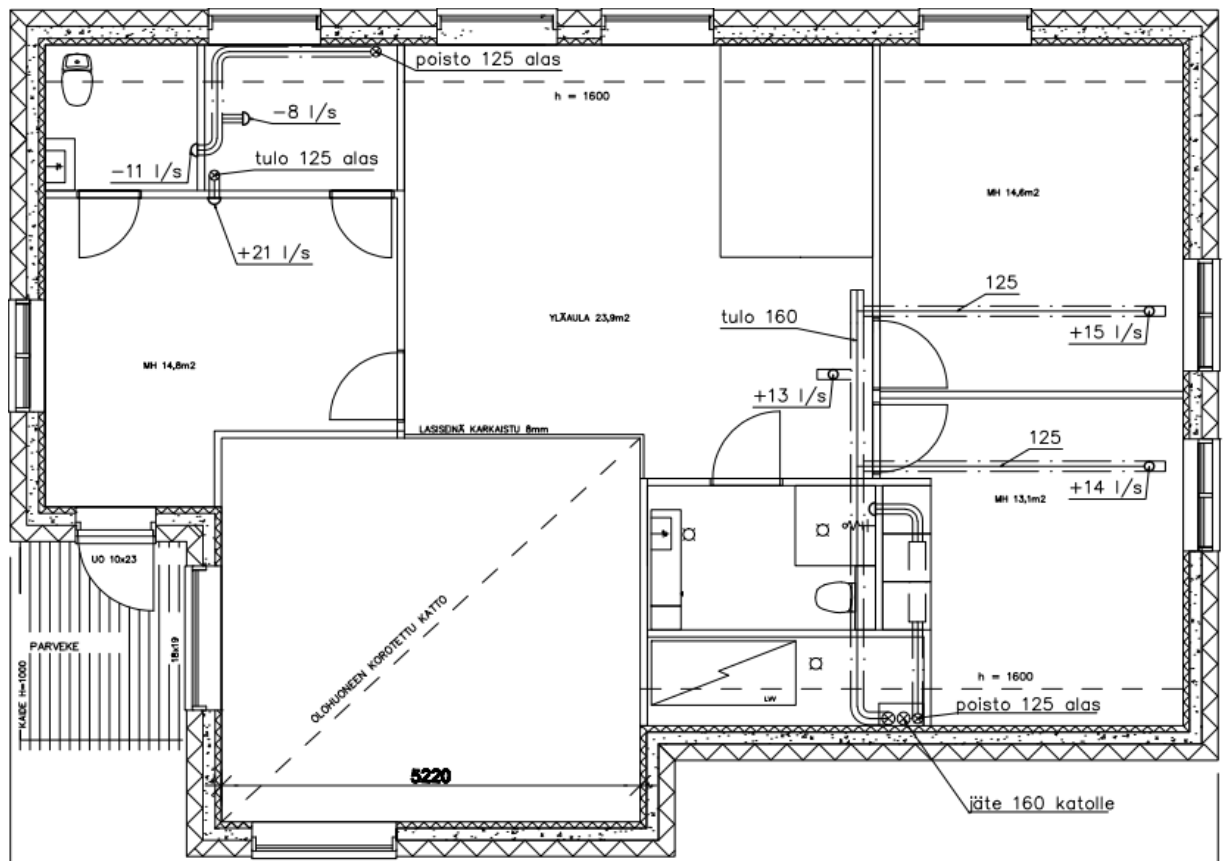 poisto 125 alas
h = 1600
-8 l/s
-11 l/s
tulo 125 alas
MH 14,6m2
+21 l/s
125
tulo 160
YLÄAULA 23,9m2
+15 l/s
MH 14,8m2
+13 l/s
LASISEINÄ KARKAISTU 8mm
125
+14 l/s
MH 13,1m2
UO 10x23
PARVEKE
18x19
KAIDE H=1000
OLOHUONEEN KOROTETTU KATTO
h = 1600
LVV
poisto 125 alas
5220
jäte 160 katolle